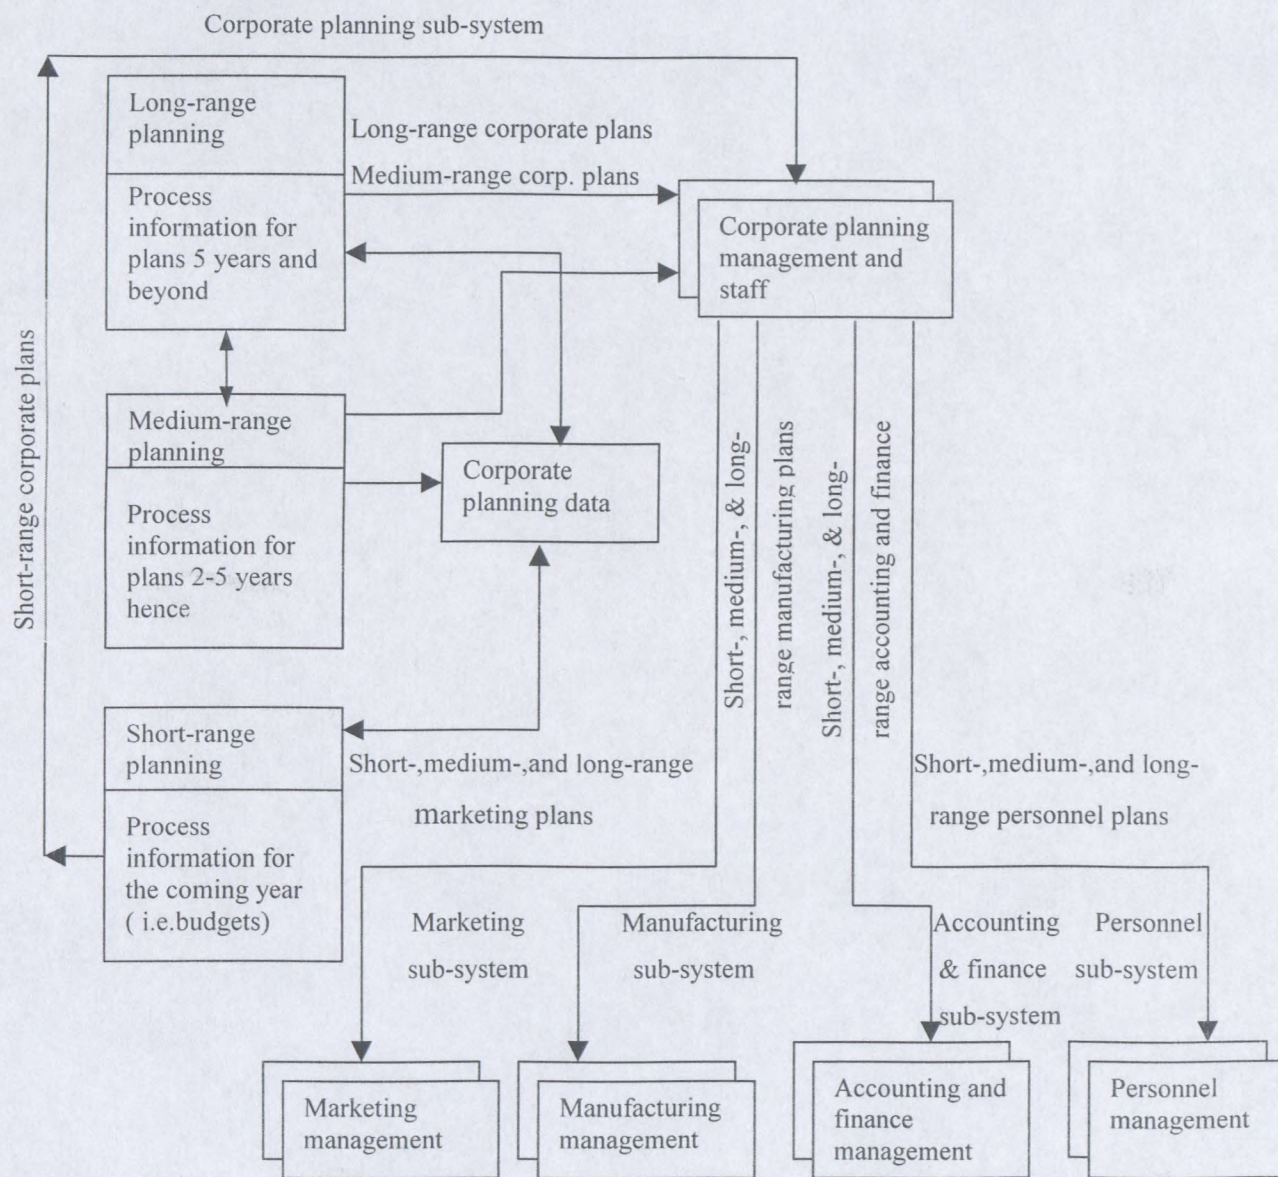 Corporate planning sub-system
Long-range
planning
Process
information for
plans 5 years and
beyond
Long-range corporate plans
Medium-range corp. plans
Corporate planning
management and
staff
Short-range corporate plans
Medium-range
planning
Process
information for
plans 2-5 years
hence
Corporate
planning data
Short-range
planning
Process
information for
the coming year
( i.e.budgets)
Short-,medium-,and long-range
marketing plans
Short-, medium-, & long-
range manufacturing plans
Short-, medium-, & long-
range accounting and finance
Short-,medium-,and long-
range personnel plans
Marketing
sub-system
Manufacturing
sub-system
Accounting
& finance
sub-system
Personnel
sub-system
Marketing
management
Manufacturing
management
Accounting and
finance
management
Personnel
management